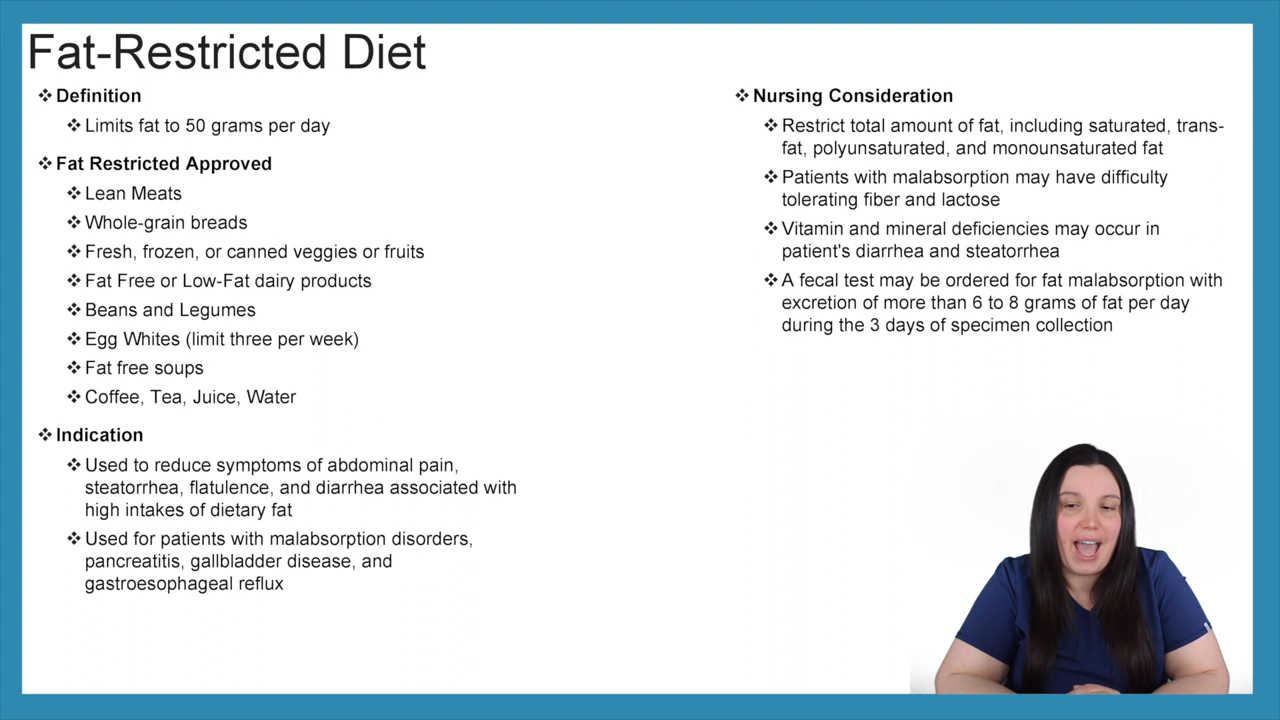 Fat-Restricted Diet
❖ Definition
❖ Limits fat to 50 grams per day
❖ Fat Restricted Approved
❖ Lean Meats
❖ Whole-grain breads
❖ Fresh, frozen, or canned veggies or fruits
❖ Fat Free or Low-Fat dairy products
❖ Beans and Legumes
❖ Egg Whites (limit three per week)
❖ Fat free soups
❖ Coffee, Tea, Juice, Water
❖ Indication
❖ Used to reduce symptoms of abdominal pain,
steatorrhea, flatulence, and diarrhea associated with
high intakes of dietary fat
❖ Used for patients with malabsorption disorders,
pancreatitis, gallbladder disease, and
gastroesophageal reflux
❖ Nursing Consideration
❖ Restrict total amount of fat, including saturated, trans-
fat, polyunsaturated, and monounsaturated fat
❖ Patients with malabsorption may have difficulty
tolerating fiber and lactose
❖ Vitamin and mineral deficiencies may occur in
patient's diarrhea and steatorrhea
❖ A fecal test may be ordered for fat malabsorption with
excretion of more than 6 to 8 grams of fat per day
during the 3 days of specimen collection